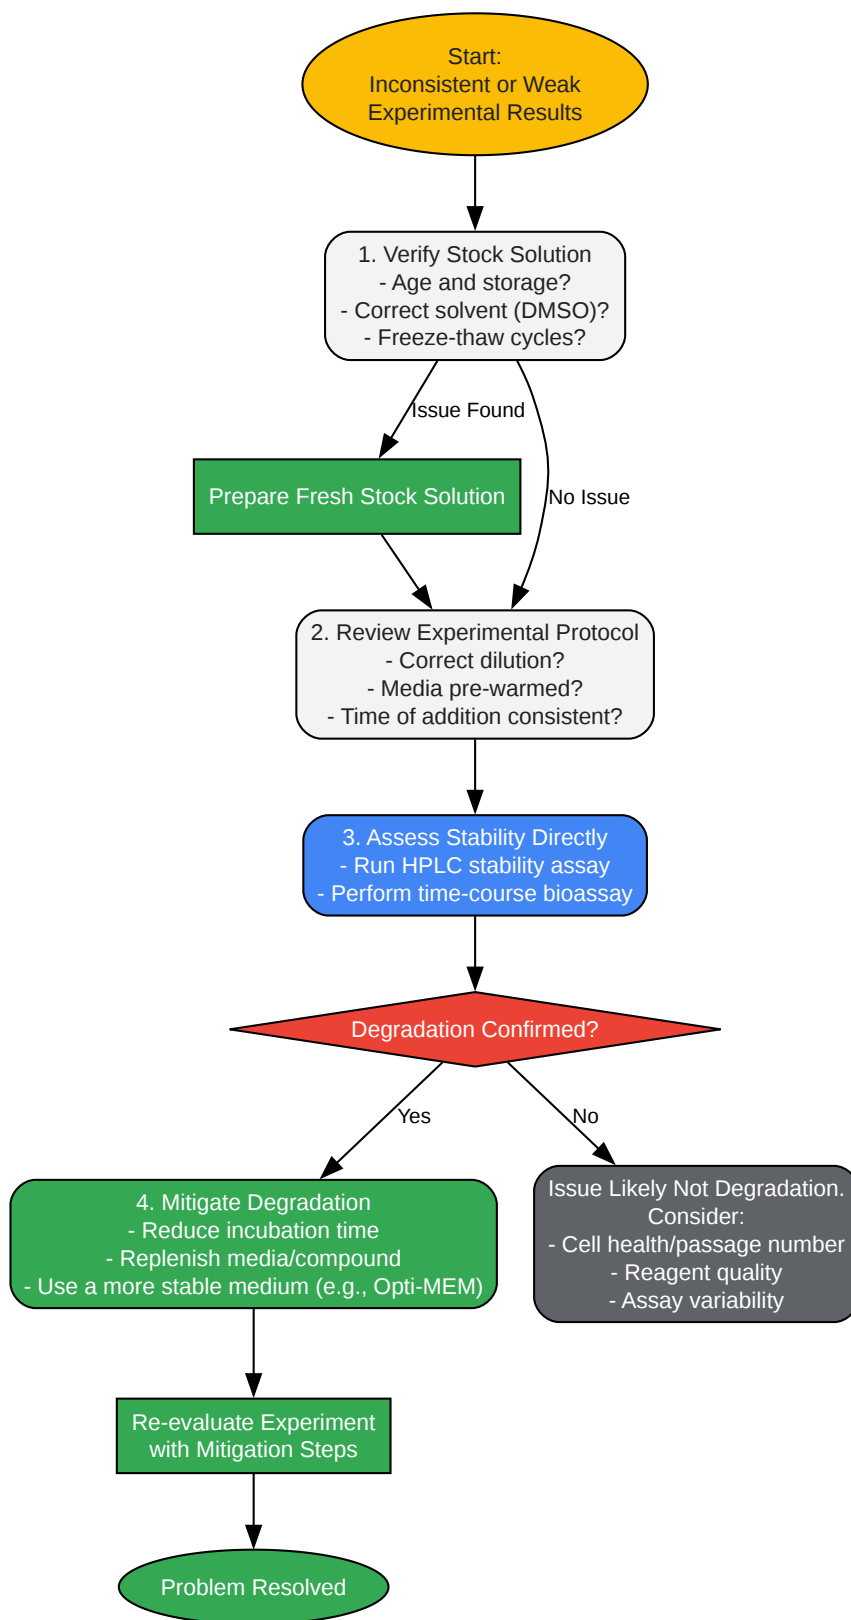 Start:
Inconsistent or Weak
Experimental Results
1. Verify Stock Solution
- Age and storage?
- Correct solvent (DMSO)?
- Freeze-thaw cycles?
Issue Found
Prepare Fresh Stock Solution
No Issue
2. Review Experimental Protocol
- Correct dilution?
- Media pre-warmed?
- Time of addition consistent?
3. Assess Stability Directly
- Run HPLC stability assay
- Perform time-course bioassay
Degradation Confirmed?
Yes
No
4. Mitigate Degradation
- Reduce incubation time
- Replenish media/compound
- Use a more stable medium (e.g., Opti-MEM)
Issue Likely Not Degradation.
Consider:
- Cell health/passage number
- Reagent quality
- Assay variability
Re-evaluate Experiment
with Mitigation Steps
Problem Resolved